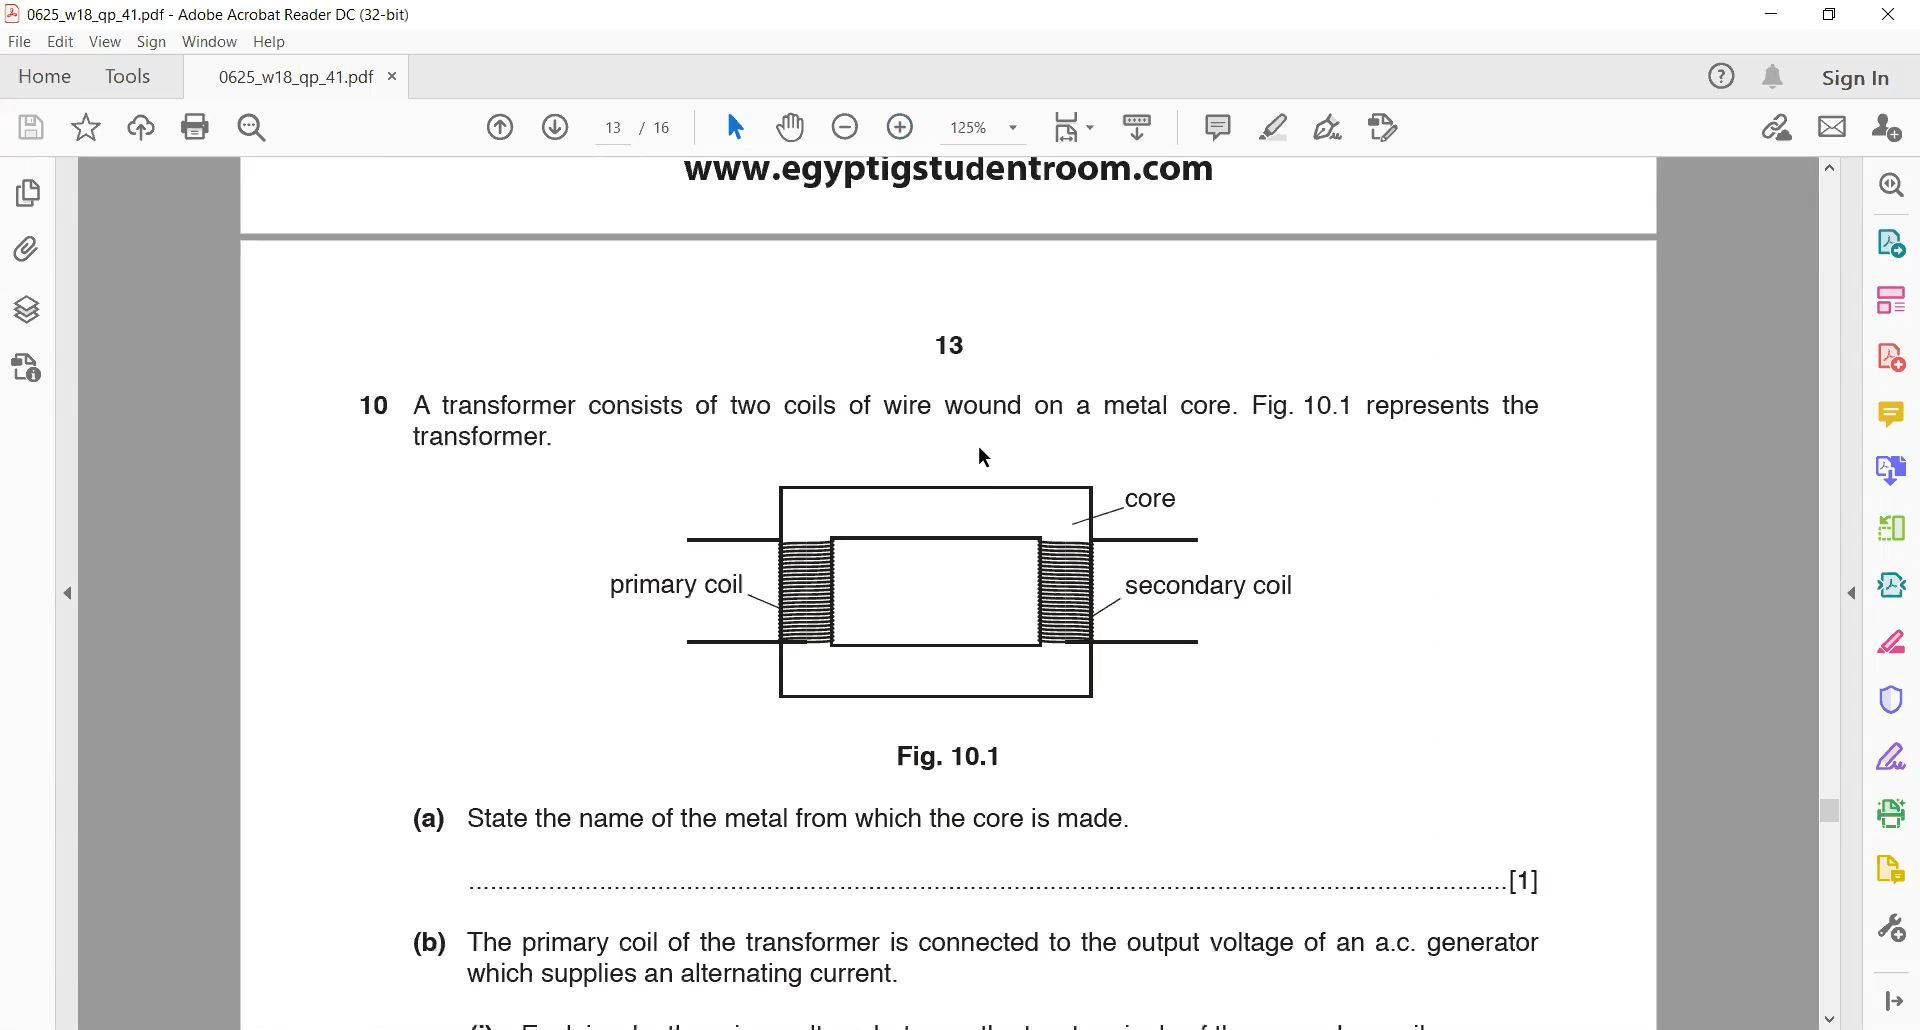 0625_w18_qp_41.pdf - Adobe Acrobat Reader DC (32-bit)
File Edit View Sign Window Help
Home Tools 0625_w18_qp_41.pdf × Sign In
13 / 16 125%
www.egyptigstudentroom.com
13
10 A transformer consists of two coils of wire wound on a metal core. Fig. 10.1 represents the
transformer.
core
primary coil
secondary coil
Fig. 10.1
(a) State the name of the metal from which the core is made.
[1]
(b) The primary coil of the transformer is connected to the output voltage of an a.c. generator
which supplies an alternating current.